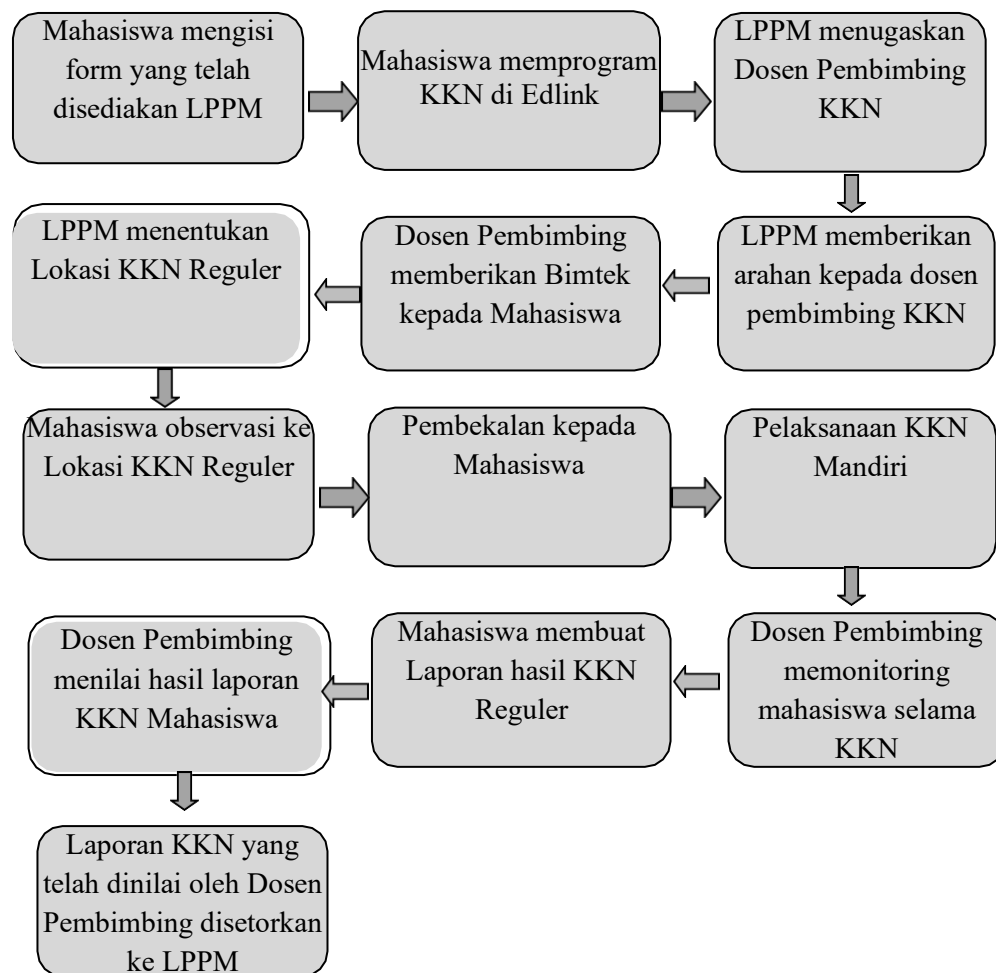 Mahasiswa mengisi
form yang telah
disediakan LPPM
Mahasiswa memprogram
KKN di Edlink
LPPM menugaskan
Dosen Pembimbing
KKN
LPPM memberikan
arahan kepada dosen
pembimbing KKN
Dosen Pembimbing
memberikan Bimtek
kepada Mahasiswa
LPPM menentukan
Lokasi KKN Reguler
Mahasiswa observasi ke
Lokasi KKN Reguler
Pembekalan kepada
Mahasiswa
Pelaksanaan KKN
Mandiri
Dosen Pembimbing
memonitoring
mahasiswa selama
KKN
Mahasiswa membuat
Laporan hasil KKN
Reguler
Dosen Pembimbing
menilai hasil laporan
KKN Mahasiswa
Laporan KKN yang
telah dinilai oleh Dosen
Pembimbing disetorkan
ke LPPM